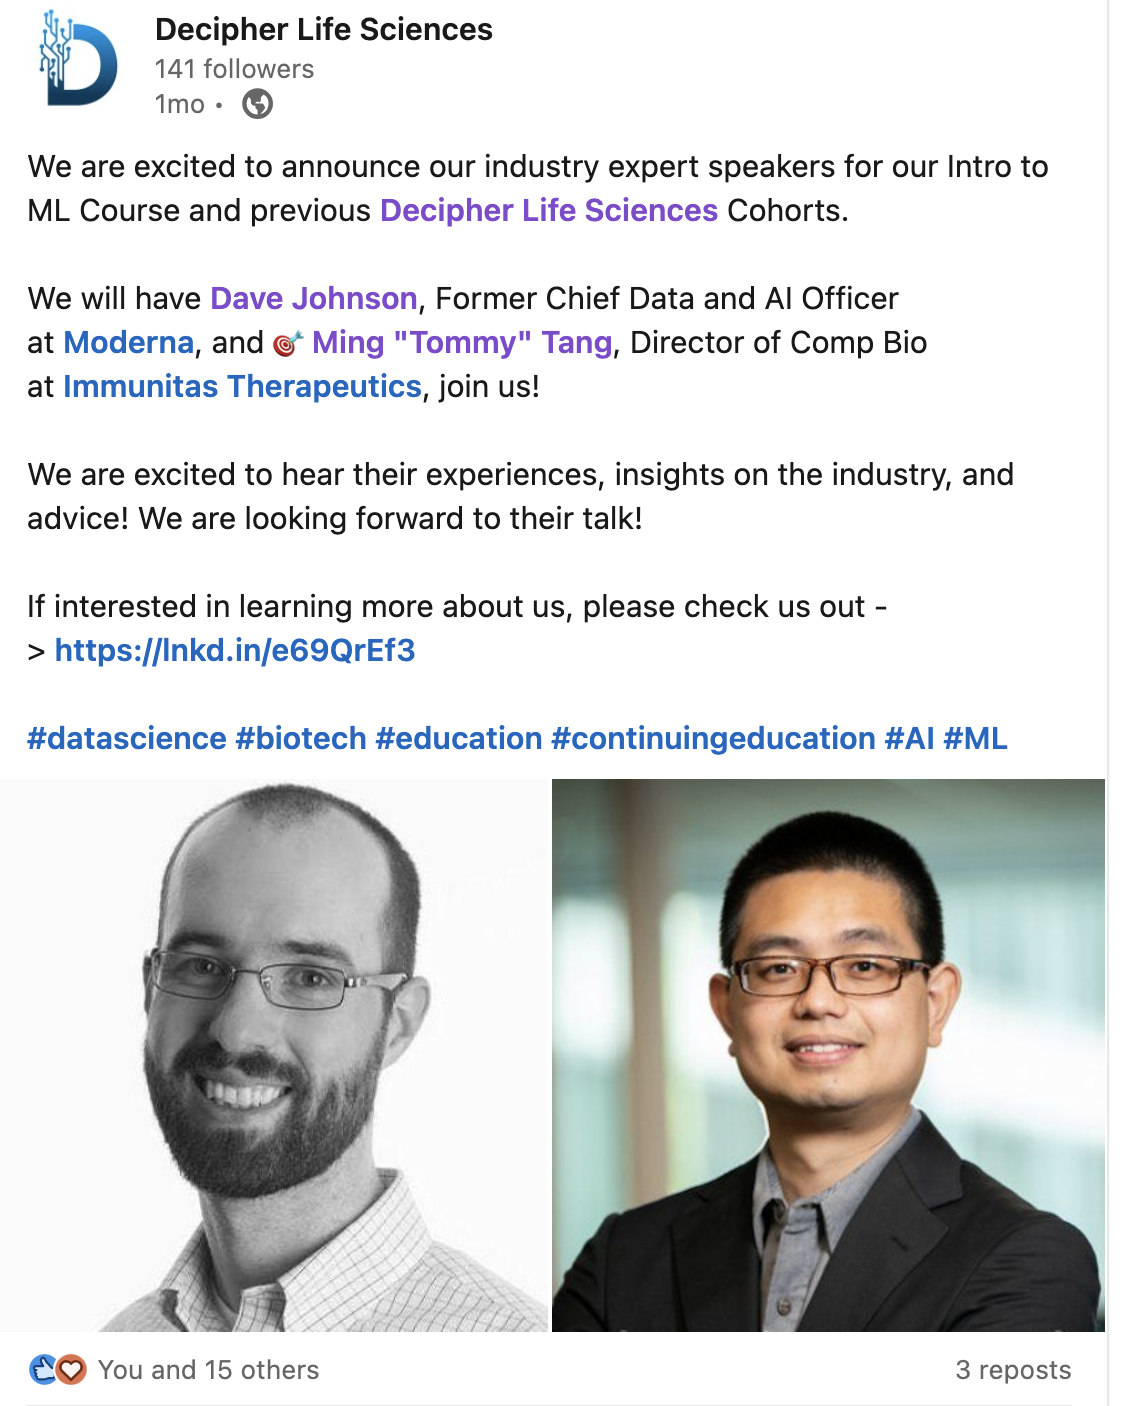 Decipher Life Sciences
141 followers
1mo •
We are excited to announce our industry expert speakers for our Intro to
ML Course and previous Decipher Life Sciences Cohorts.
We will have Dave Johnson, Former Chief Data and AI Officer
at Moderna, and 🎯 Ming "Tommy" Tang, Director of Comp Bio
at Immunitas Therapeutics, join us!
We are excited to hear their experiences, insights on the industry, and
advice! We are looking forward to their talk!
If interested in learning more about us, please check us out -
> https://lnkd.in/e69QrEf3
#datascience #biotech #education #continuingeducation #AI #ML
You and 15 others
3 reposts